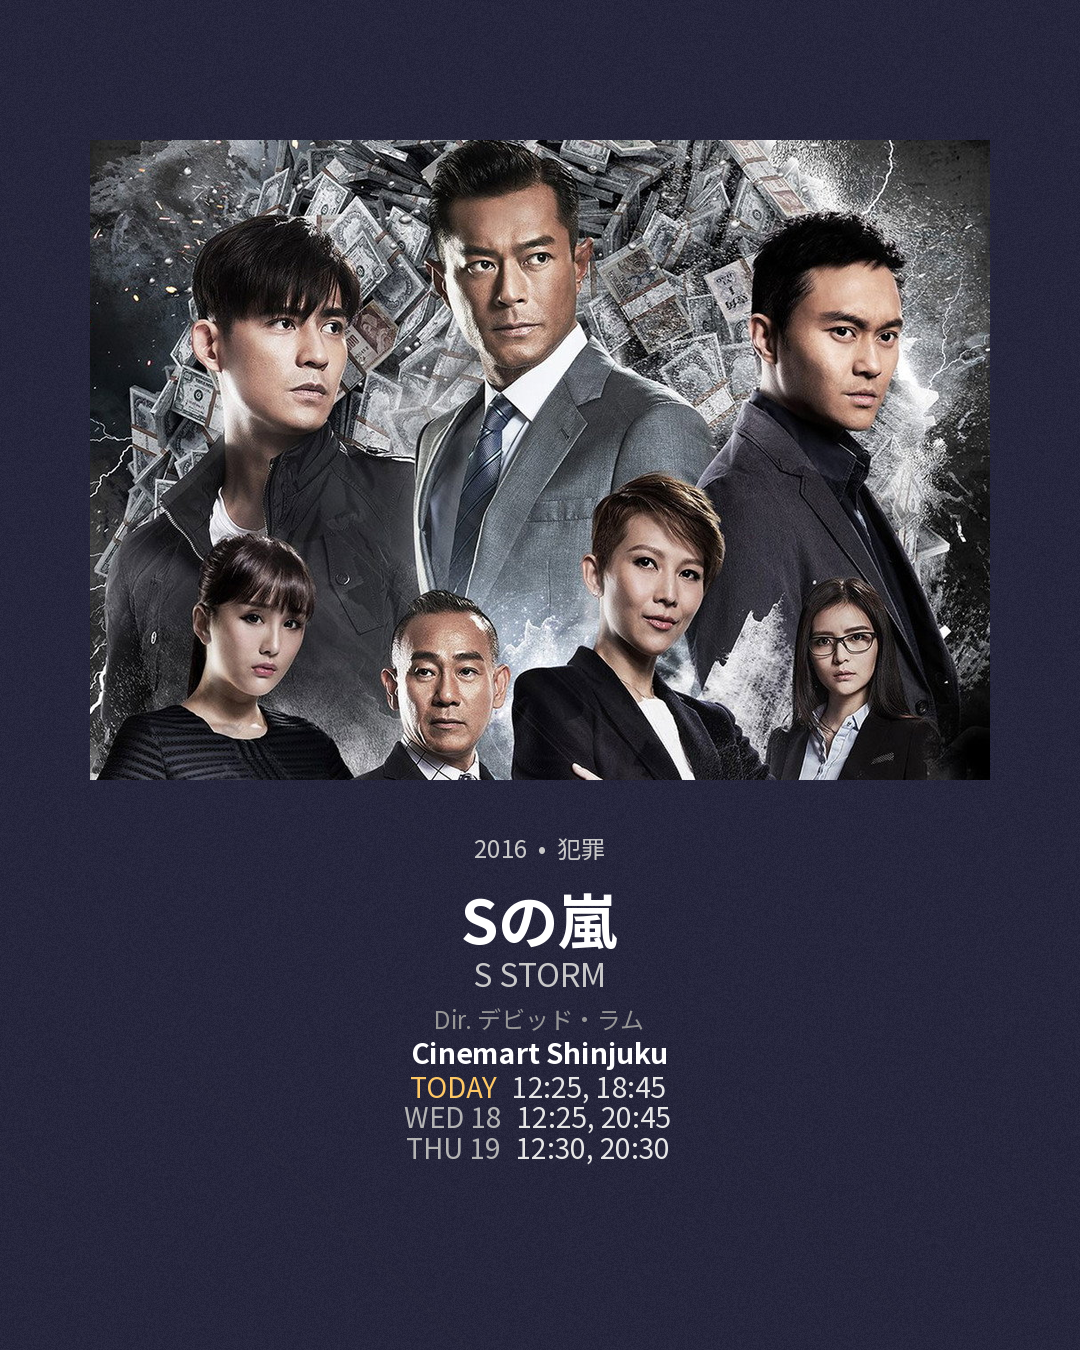 2016 • 犯罪
Sの嵐
S STORM
Dir. デビッド・ラム
Cinemart Shinjuku
TODAY 12:25, 18:45
WED 18 12:25, 20:45
THU 19 12:30, 20:30